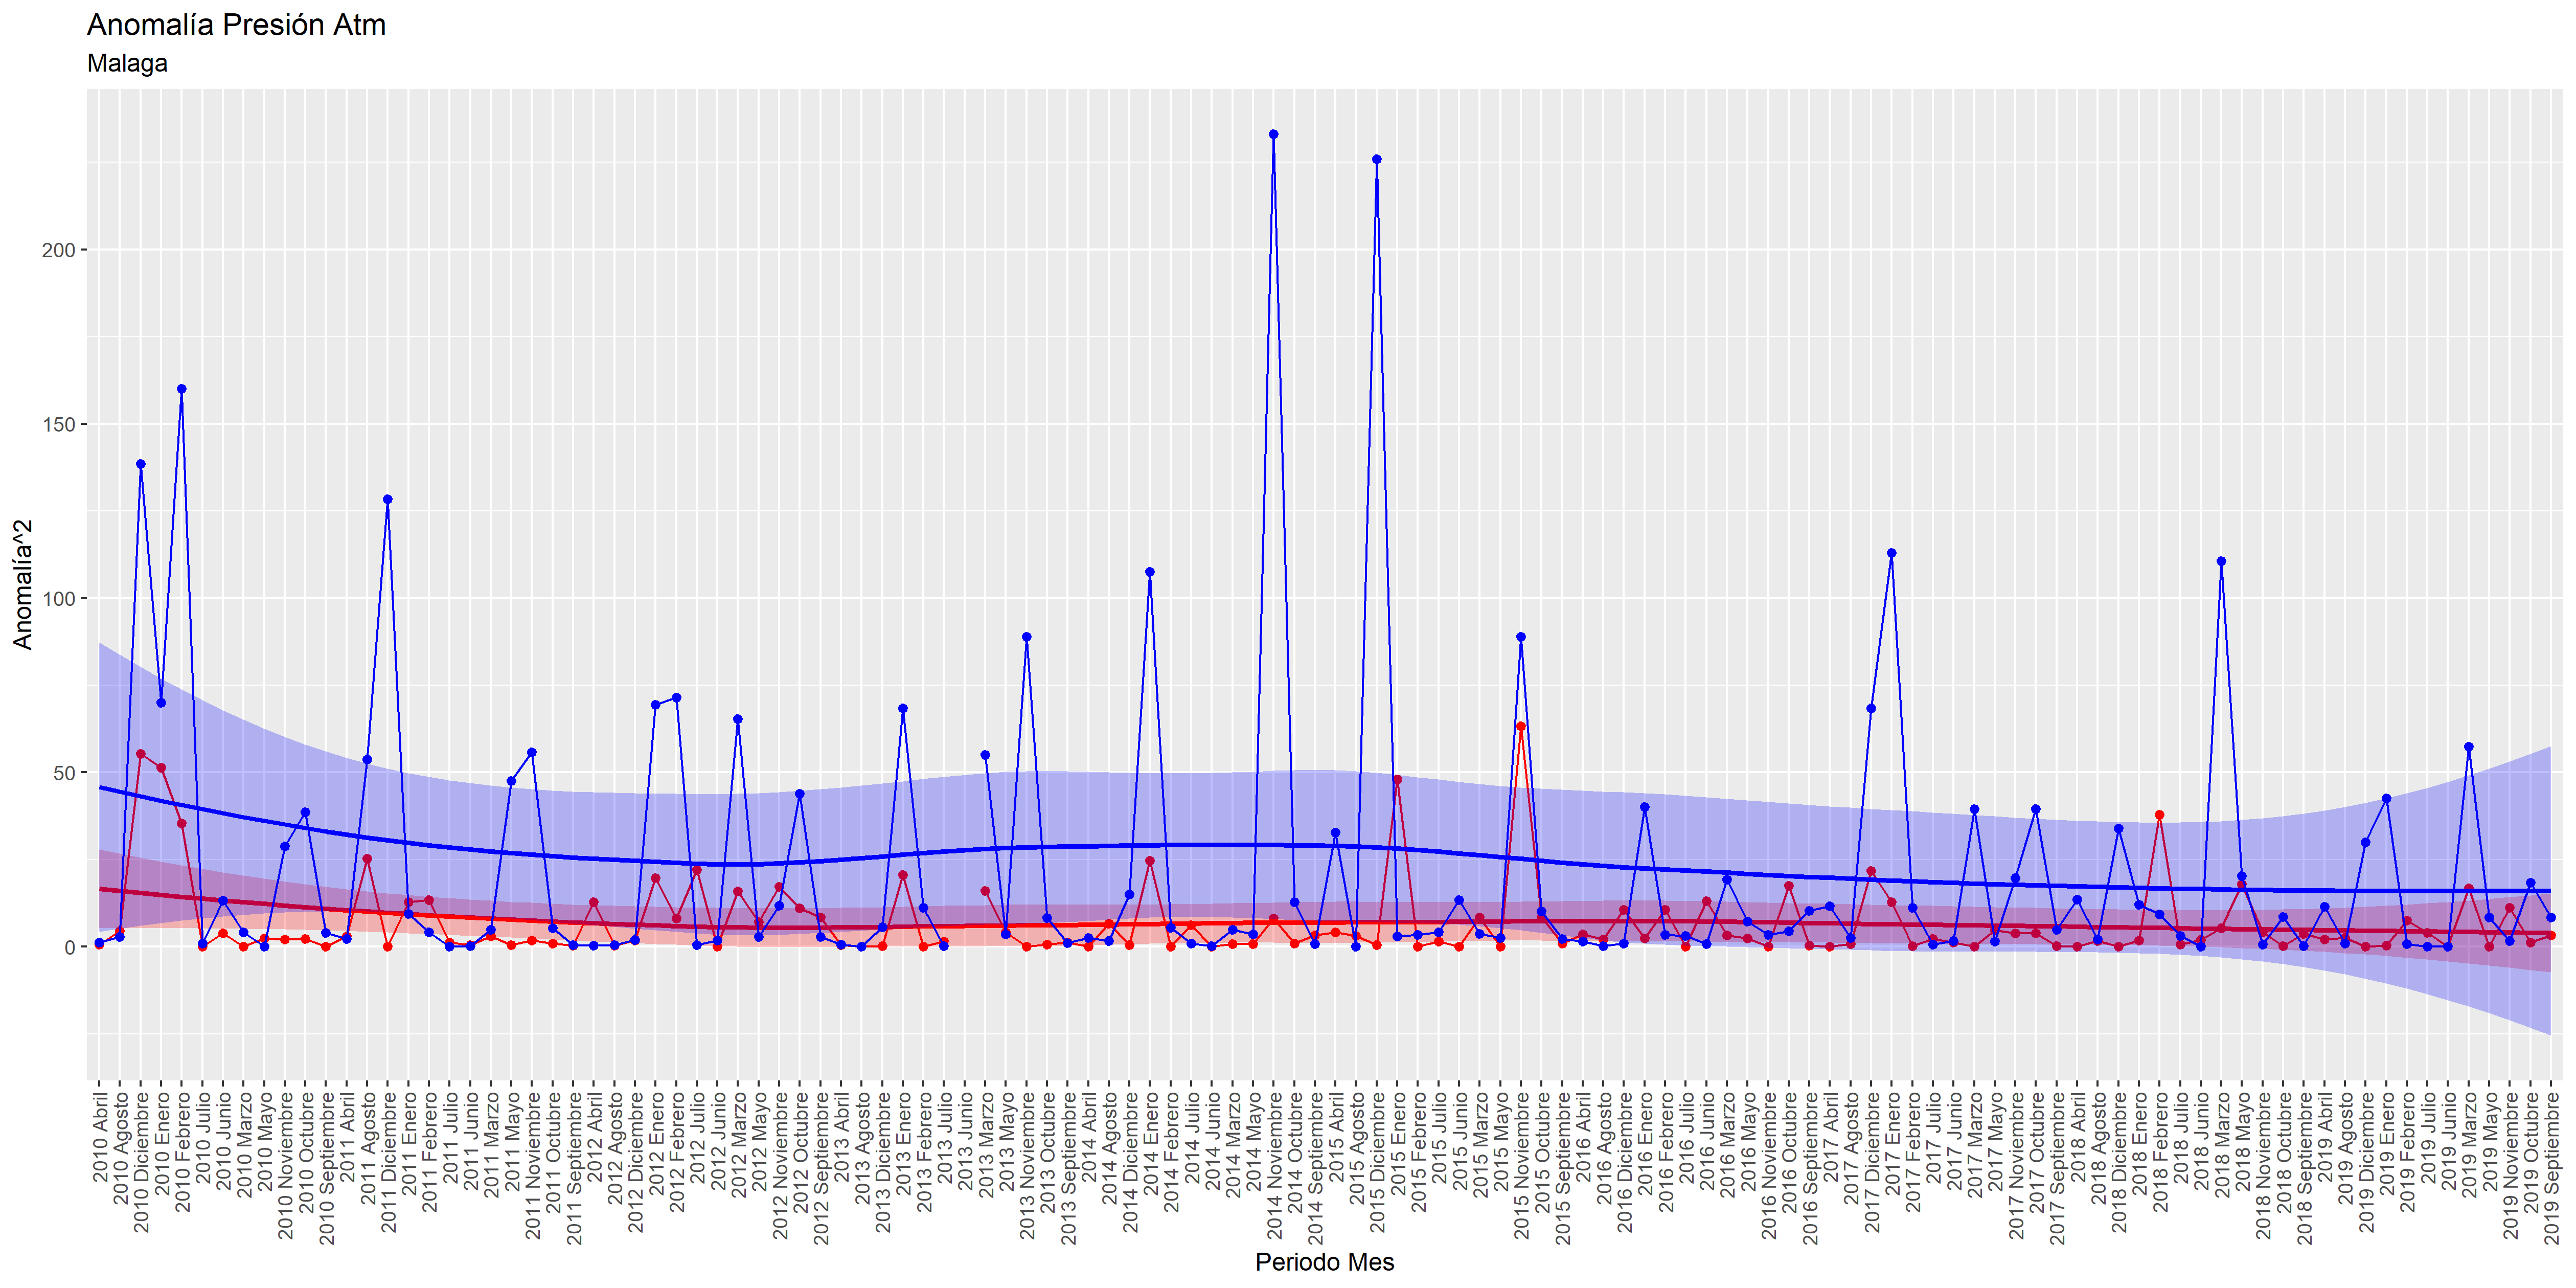 Anomalía Presión Atm
Malaga
Anomalía^2
200
150
100
50
0
2010 Abril
2010 Agosto
2010 Diciembre
2010 Enero
2010 Febrero
2010 Julio
2010 Junio
2010 Marzo
2010 Mayo
2010 Noviembre
2010 Octubre
2010 Septiembre
2011 Abril
2011 Agosto
2011 Diciembre
2011 Enero
2011 Febrero
2011 Julio
2011 Junio
2011 Marzo
2011 Mayo
2011 Noviembre
2011 Octubre
2011 Septiembre
2012 Abril
2012 Agosto
2012 Diciembre
2012 Enero
2012 Febrero
2012 Julio
2012 Junio
2012 Marzo
2012 Mayo
2012 Noviembre
2012 Octubre
2012 Septiembre
2013 Abril
2013 Agosto
2013 Diciembre
2013 Enero
2013 Febrero
2013 Julio
2013 Junio
2013 Marzo
2013 Mayo
2013 Noviembre
2013 Octubre
2013 Septiembre
2014 Abril
2014 Agosto
2014 Diciembre
2014 Enero
2014 Febrero
2014 Julio
2014 Junio
2014 Marzo
2014 Mayo
2014 Noviembre
2014 Octubre
2014 Septiembre
2015 Abril
2015 Agosto
2015 Diciembre
2015 Enero
2015 Febrero
2015 Julio
2015 Junio
2015 Marzo
2015 Mayo
2015 Noviembre
2015 Octubre
2015 Septiembre
2016 Abril
2016 Agosto
2016 Diciembre
2016 Enero
2016 Febrero
2016 Julio
2016 Junio
2016 Marzo
2016 Mayo
2016 Noviembre
2016 Octubre
2016 Septiembre
2017 Abril
2017 Agosto
2017 Diciembre
2017 Enero
2017 Febrero
2017 Julio
2017 Junio
2017 Marzo
2017 Mayo
2017 Noviembre
2017 Octubre
2017 Septiembre
2018 Abril
2018 Agosto
2018 Diciembre
2018 Enero
2018 Febrero
2018 Julio
2018 Junio
2018 Marzo
2018 Mayo
2018 Noviembre
2018 Octubre
2018 Septiembre
2019 Abril
2019 Agosto
2019 Diciembre
2019 Enero
2019 Febrero
2019 Julio
2019 Junio
2019 Marzo
2019 Mayo
2019 Noviembre
2019 Octubre
2019 Septiembre
Periodo Mes